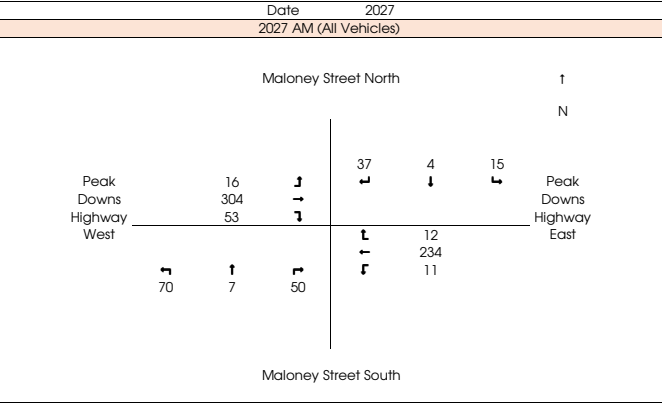 Date 2027
2027 AM (All Vehicles)
Maloney Street North ↑
N
37 4 15
Peak 16 ↵ ↓ ↳ Peak
Downs 304 → Downs
Highway 53 Highway
West 12 East
← 234
11
↰ ↑ ↱
70 7 50
Maloney Street South